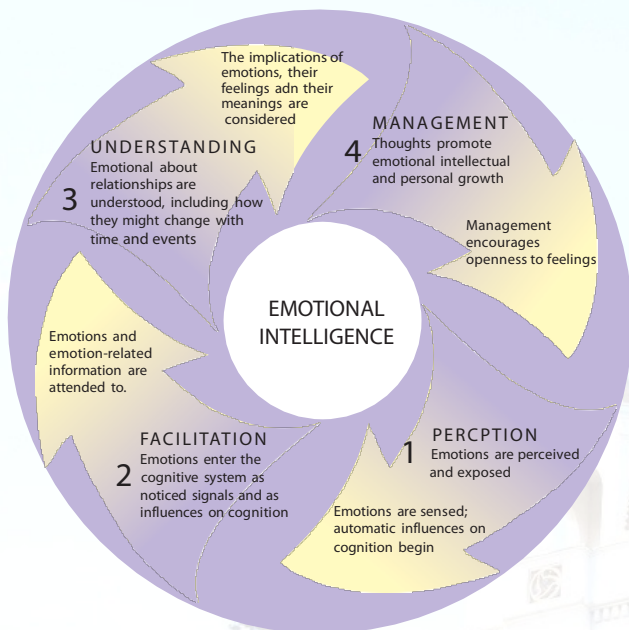 The implications of
emotions, their
feelings adn their
meanings are
considered
MANAGEMENT
4
Thoughts promote
emotional intellectual
and personal growth
Management
encourages
openness to feelings
UNDERSTANDING
3
Emotional about
relationships are
understood, including how
they might change with
time and events
EMOTIONAL
INTELLIGENCE
Emotions and
emotion-related
information are
attended to.
FACILITATION
2
Emotions enter the
cognitive system as
noticed signals and as
influences on cognition
1
PERCPTION
Emotions are perceived
and exposed
Emotions are sensed;
automatic influences on
cognition begin